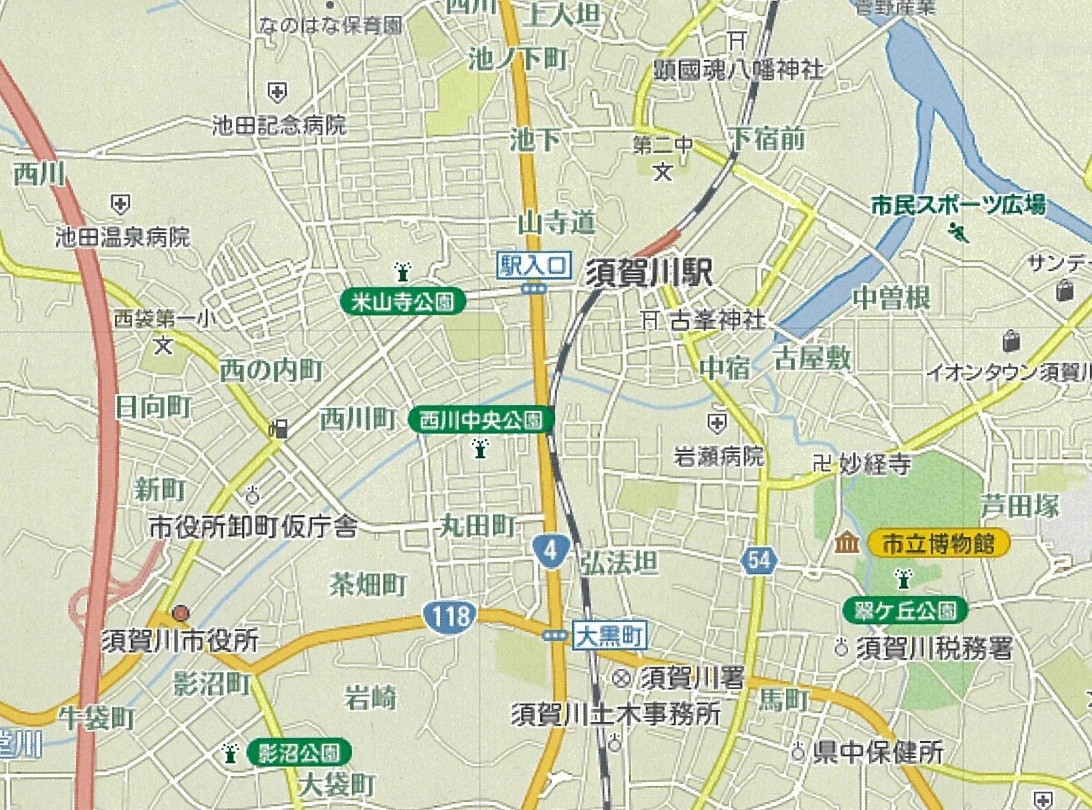 西川
上人坦
菅野産業
なのはな保育園
池ノ下町
顕國魂八幡神社
池田記念病院
池下
第二中
下宿前
西川
市民スポーツ広場
山寺道
池田温泉病院
駅入口
須賀川駅
サンデー
米山寺公園
中曽根
西袋第一小
古峯神社
西の内町
中宿
古屋敷
イオンタウン須賀川
日向町
西川町
西川中央公園
岩瀬病院
妙経寺
新町
芦田塚
市役所卸町仮庁舎
丸田町
市立博物館
4
弘法坦
54
茶畑町
翠ケ丘公園
118
大黒町
須賀川市役所
須賀川税務署
影沼町
須賀川署
岩崎
馬町
牛袋町
須賀川土木事務所
堂川
影沼公園
県中保健所
大袋町